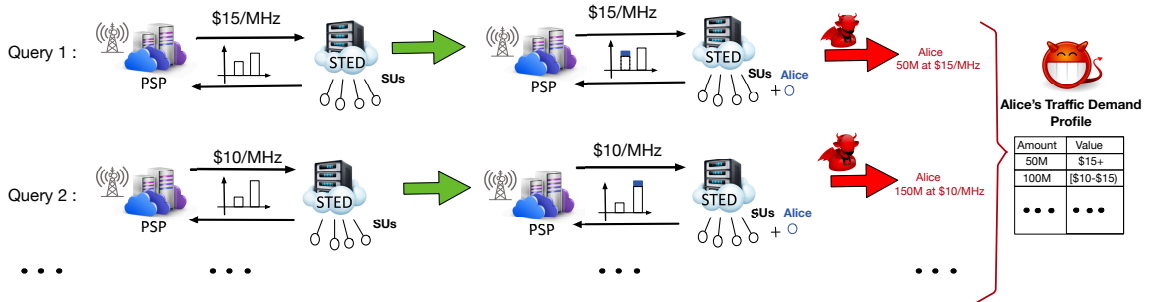 Query 1 :
$15/MHz
PSP
STED
SUs
$15/MHz
PSP
STED
SUs Alice
+
Alice
50M at $15/MHz
Query 2 :
$10/MHz
PSP
STED
SUs
$10/MHz
PSP
STED
SUs Alice
+
Alice
150M at $10/MHz
• • •
• • •
• • •
• • •
Alice's Traffic Demand
Profile
Amount Value
50M $15+
100M [$10-$15)
• • • • • •